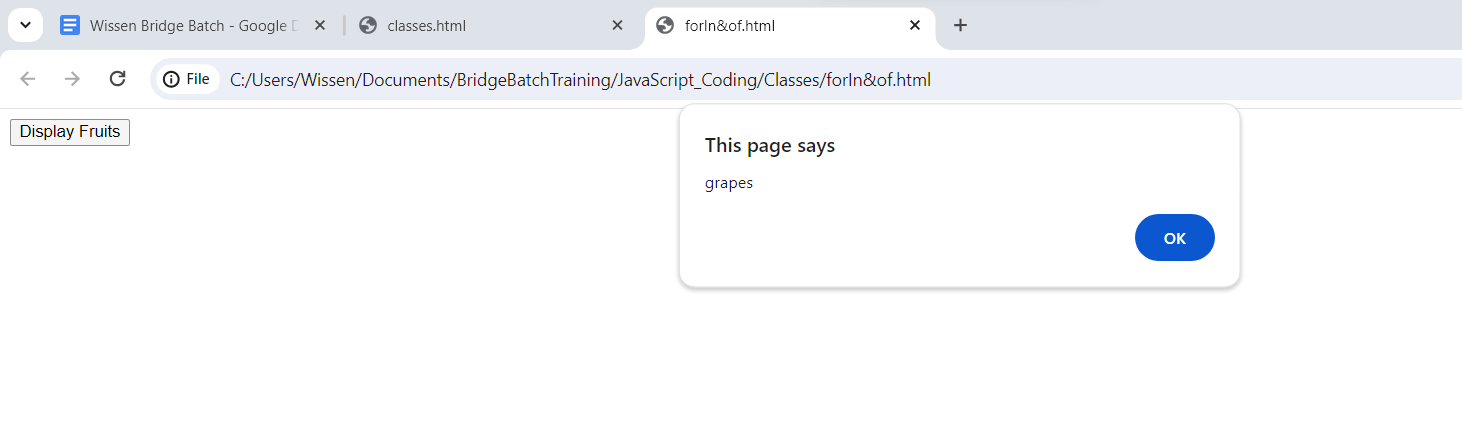 Wissen Bridge Batch - Google D
classes.html
forIn&of.html
File
C:/Users/Wissen/Documents/BridgeBatchTraining/JavaScript_Coding/Classes/forIn&of.html
Display Fruits
This page says
grapes
OK